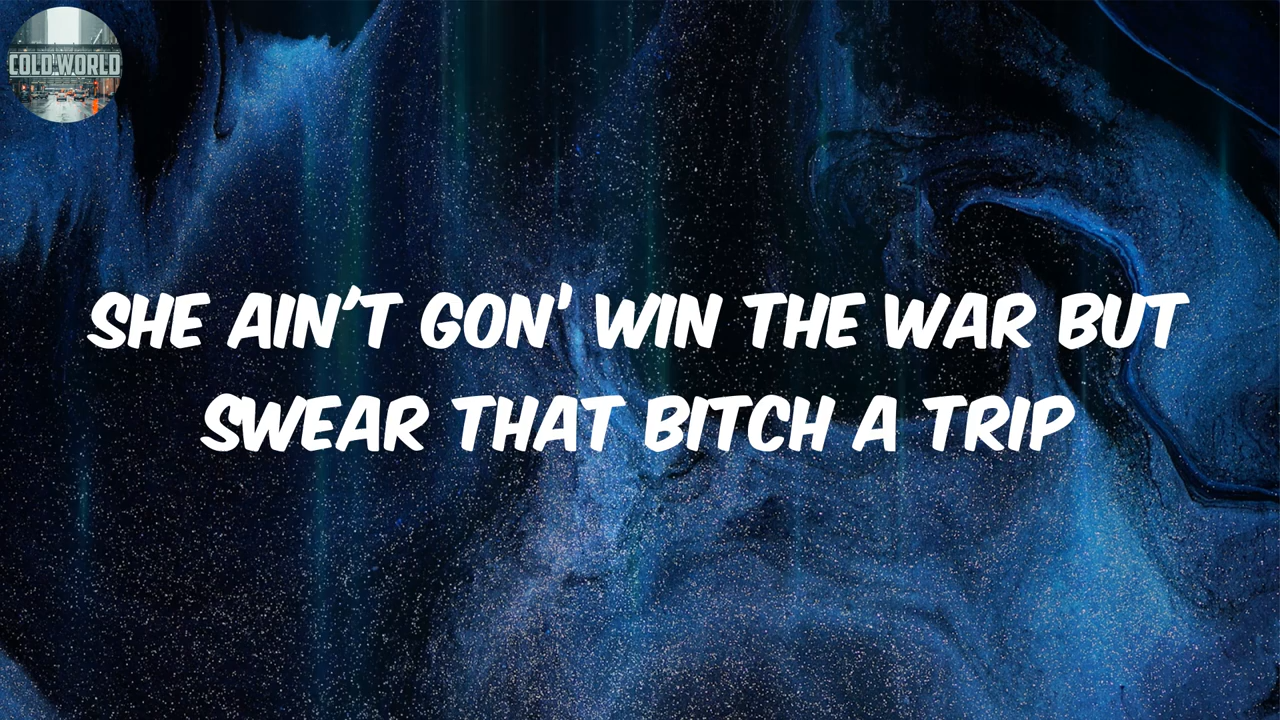 COLD WORLD
SHE AIN'T GON' WIN THE WAR BUT
SWEAR THAT BITCH A TRIP